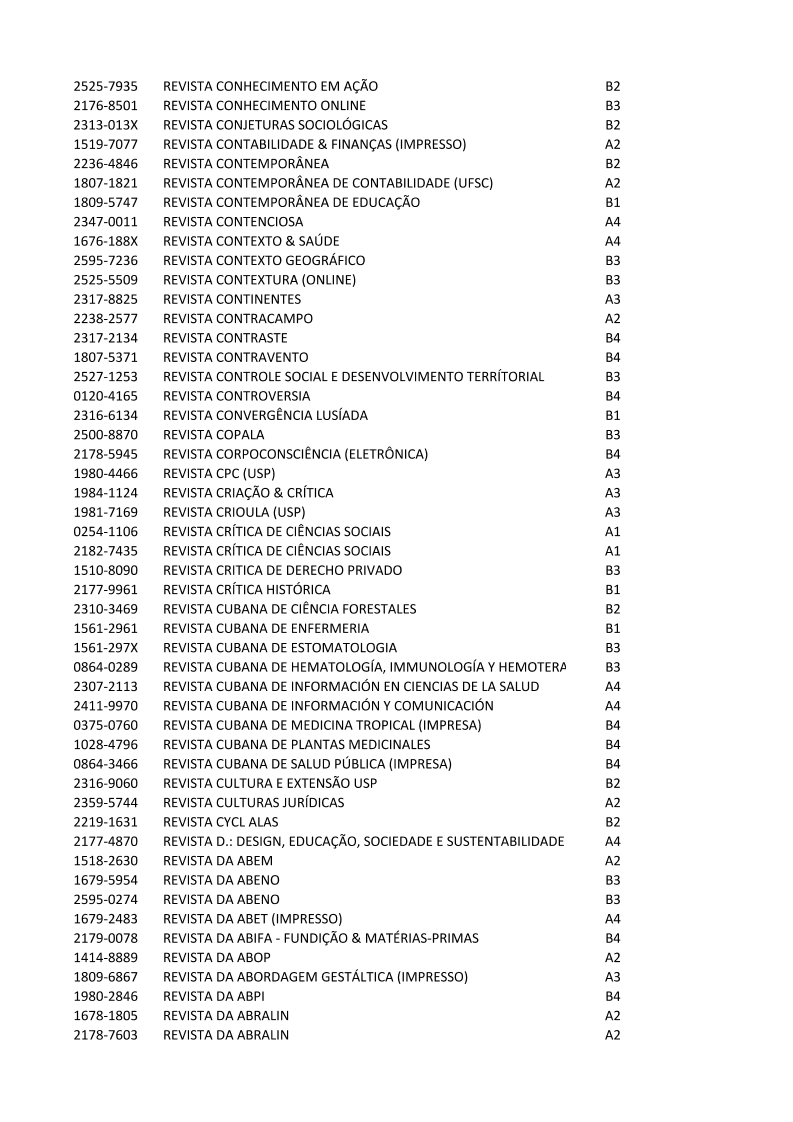 2525-7935 REVISTA CONHECIMENTO EM AÇÃO B2
2176-8501 REVISTA CONHECIMENTO ONLINE B3
2313-013X REVISTA CONJETURAS SOCIOLÓGICAS B2
1519-7077 REVISTA CONTABILIDADE & FINANÇAS (IMPRESSO) A2
2236-4846 REVISTA CONTEMPORÂNEA B2
1807-1821 REVISTA CONTEMPORÂNEA DE CONTABILIDADE (UFSC) A2
1809-5747 REVISTA CONTEMPORÂNEA DE EDUCAÇÃO B1
2347-0011 REVISTA CONTENCIOSA A4
1676-188X REVISTA CONTEXTO & SAÚDE A4
2595-7236 REVISTA CONTEXTO GEOGRÁFICO B3
2525-5509 REVISTA CONTEXTURA (ONLINE) B3
2317-8825 REVISTA CONTINENTES A3
2238-2577 REVISTA CONTRACAMPO A2
2317-2134 REVISTA CONTRASTE B4
1807-5371 REVISTA CONTRAVENTO B4
2527-1253 REVISTA CONTROLE SOCIAL E DESENVOLVIMENTO TERRÍTORIAL B3
0120-4165 REVISTA CONTROVERSIA B4
2316-6134 REVISTA CONVERGÊNCIA LUSÍADA B1
2500-8870 REVISTA COPALA B3
2178-5945 REVISTA CORPOCONSCIÊNCIA (ELETRÔNICA) B4
1980-4466 REVISTA CPC (USP) A3
1984-1124 REVISTA CRIAÇÃO & CRÍTICA A3
1981-7169 REVISTA CRIOULA (USP) A3
0254-1106 REVISTA CRÍTICA DE CIÊNCIAS SOCIAIS A1
2182-7435 REVISTA CRÍTICA DE CIÊNCIAS SOCIAIS A1
1510-8090 REVISTA CRITICA DE DERECHO PRIVADO B3
2177-9961 REVISTA CRÍTICA HISTÓRICA B1
2310-3469 REVISTA CUBANA DE CIÊNCIA FORESTALES B2
1561-2961 REVISTA CUBANA DE ENFERMERIA B1
1561-297X REVISTA CUBANA DE ESTOMATOLOGIA B3
0864-0289 REVISTA CUBANA DE HEMATOLOGÍA, IMMUNOLOGÍA Y HEMOTERA B3
2307-2113 REVISTA CUBANA DE INFORMACIÓN EN CIENCIAS DE LA SALUD A4
2411-9970 REVISTA CUBANA DE INFORMACIÓN Y COMUNICACIÓN A4
0375-0760 REVISTA CUBANA DE MEDICINA TROPICAL (IMPRESA) B4
1028-4796 REVISTA CUBANA DE PLANTAS MEDICINALES B4
0864-3466 REVISTA CUBANA DE SALUD PÚBLICA (IMPRESA) B4
2316-9060 REVISTA CULTURA E EXTENSÃO USP B2
2359-5744 REVISTA CULTURAS JURÍDICAS A2
2219-1631 REVISTA CYCL ALAS B2
2177-4870 REVISTA D.: DESIGN, EDUCAÇÃO, SOCIEDADE E SUSTENTABILIDADE A4
1518-2630 REVISTA DA ABEM A2
1679-5954 REVISTA DA ABENO B3
2595-0274 REVISTA DA ABENO B3
1679-2483 REVISTA DA ABET (IMPRESSO) A4
2179-0078 REVISTA DA ABIFA - FUNDIÇÃO & MATÉRIAS-PRIMAS B4
1414-8889 REVISTA DA ABOP A2
1809-6867 REVISTA DA ABORDAGEM GESTÁLTICA (IMPRESSO) A3
1980-2846 REVISTA DA ABPI B4
1678-1805 REVISTA DA ABRALIN A2
2178-7603 REVISTA DA ABRALIN A2